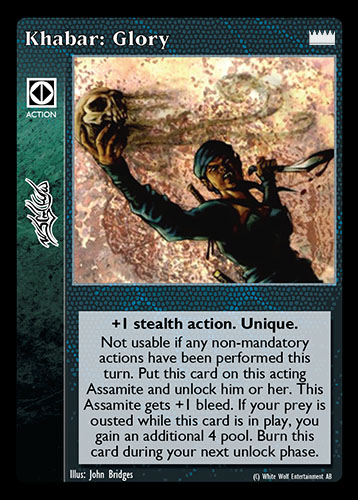 Khabar: Glory
ACTION
+1 stealth action. Unique.
Not usable if any non-mandatory
actions have been performed this
turn. Put this card on this acting
Assamite and unlock him or her. This
Assamite gets +1 bleed. If your prey is
ousted while this card is in play, you
gain an additional 4 pool. Burn this
card during your next unlock phase.
Illus: John Bridges
(C) White Wolf Entertainment AB